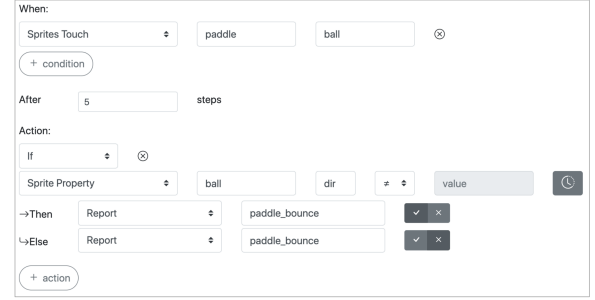 When:
Sprites Touch paddle ball
+ condition
After 5 steps
Action:
If
Sprite Property ball dir ≠ value
→Then Report paddle_bounce ✓ ×
↳Else Report paddle_bounce ✓ ×
+ action